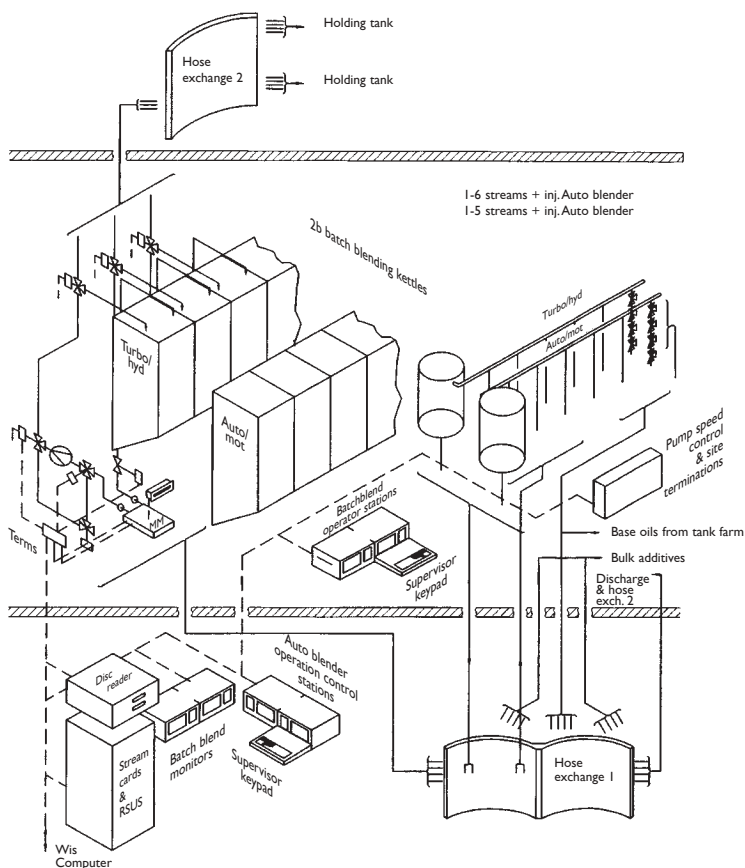 Holding tank
Hose
exchange 2
Holding tank
1-6 streams + inj. Auto blender
1-5 streams + inj. Auto blender
2b batch blending kettles
Turbo/hyd
Auto/mot
Turbo/
hyd
Auto/
mot
Pump speed
control
& site
terminations
MM
Terms
Batchblend
operator stations
Supervisor
keypad
Base oils from tank farm
Bulk additives
Discharge
& hose
exch. 2
Auto blender
operation control
stations
Disc
reader
Batch blend
monitors
Supervisor
keypad
Stream
cards
&
RSUS
Hose
exchange 1
Wis
Computer